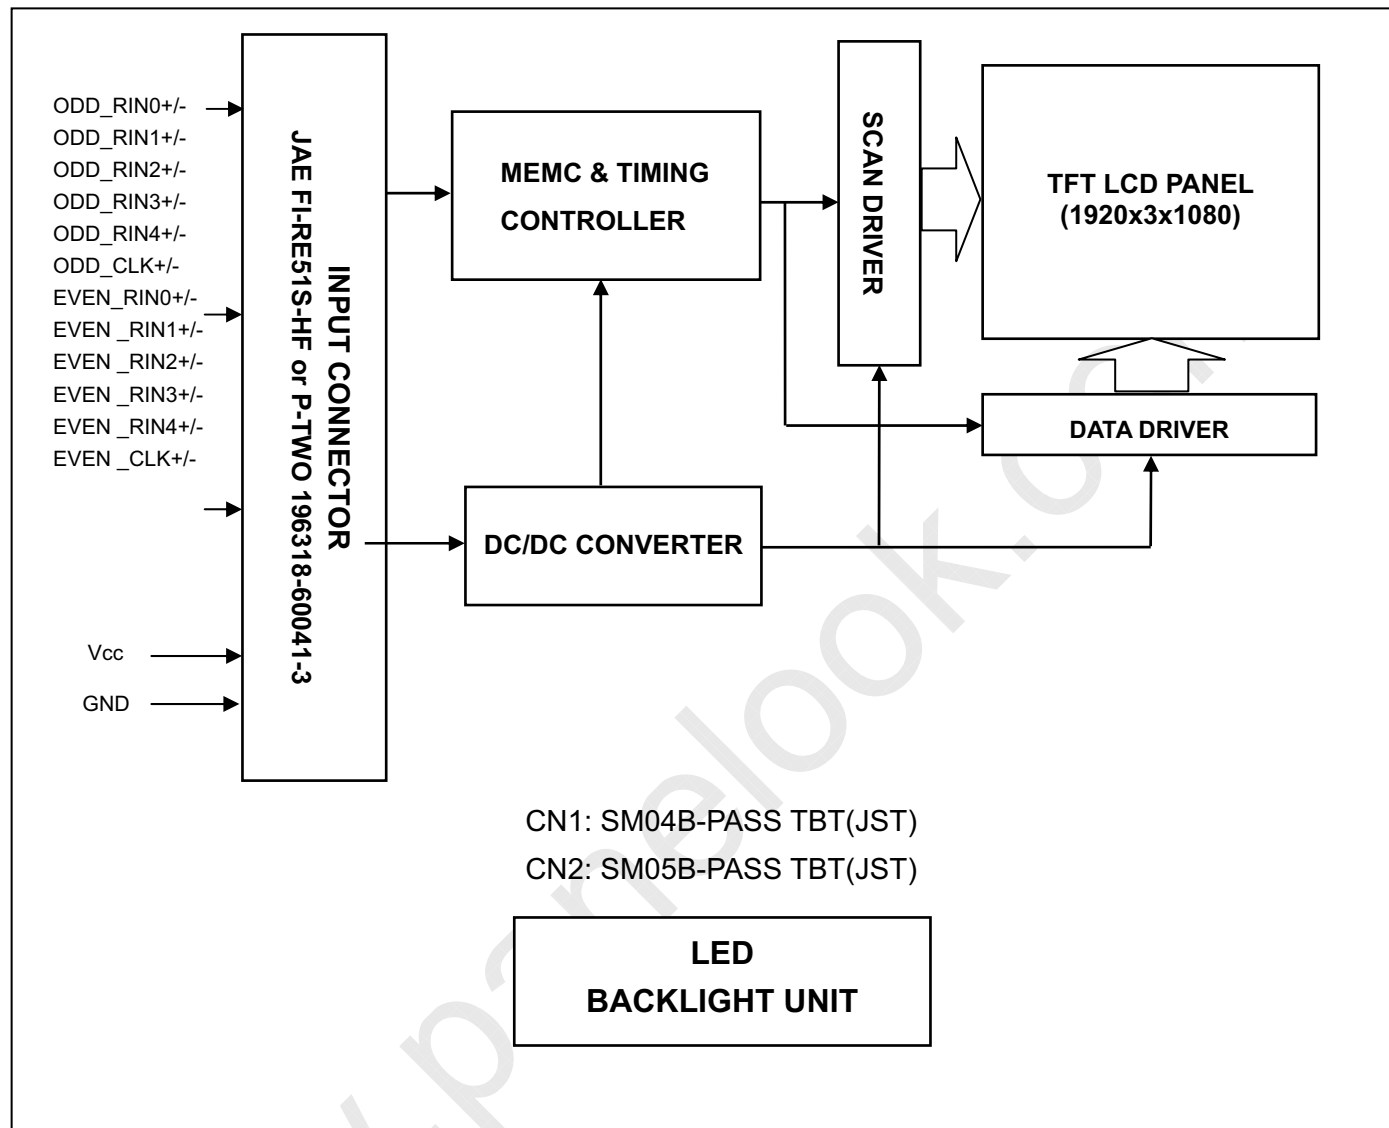 ODD_RIN0+/-
ODD_RIN1+/-
ODD_RIN2+/-
ODD_RIN3+/-
ODD_RIN4+/-
ODD_CLK+/-
EVEN_RIN0+/-
EVEN _RIN1+/-
EVEN _RIN2+/-
EVEN _RIN3+/-
EVEN _RIN4+/-
EVEN _CLK+/-
Vcc
GND
INPUT CONNECTOR
JAE FI-RE51S-HF or P-TWO 196318-60041-3
MEMC & TIMING
CONTROLLER
DC/DC CONVERTER
SCAN DRIVER
TFT LCD PANEL
(1920x3x1080)
DATA DRIVER
CN1: SM04B-PASS TBT(JST)
CN2: SM05B-PASS TBT(JST)
LED
BACKLIGHT UNIT
.panelook.c